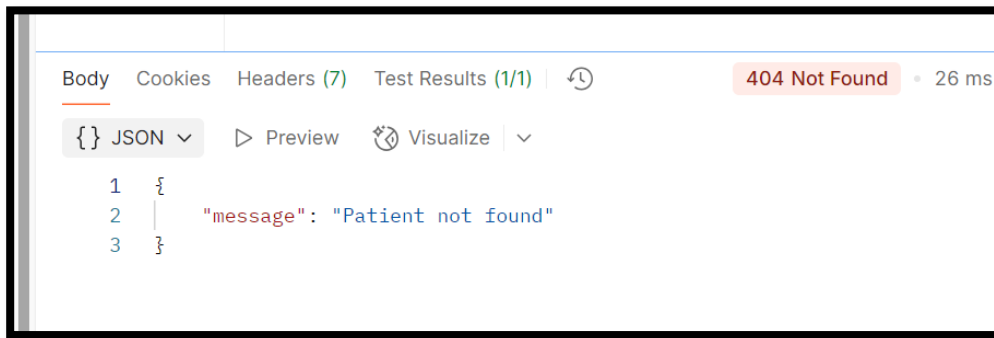 Body Cookies Headers (7) Test Results (1/1) 404 Not Found • 26 ms
{} JSON Preview Visualize
1 {
2 "message": "Patient not found"
3 }